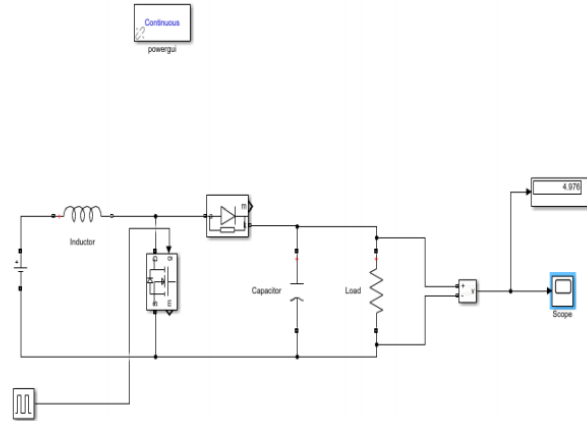 Continuous
powergui
4.976
m
a
k
Inductor
D
g
S
m
Capacitor
Load
+
-
v
Scope